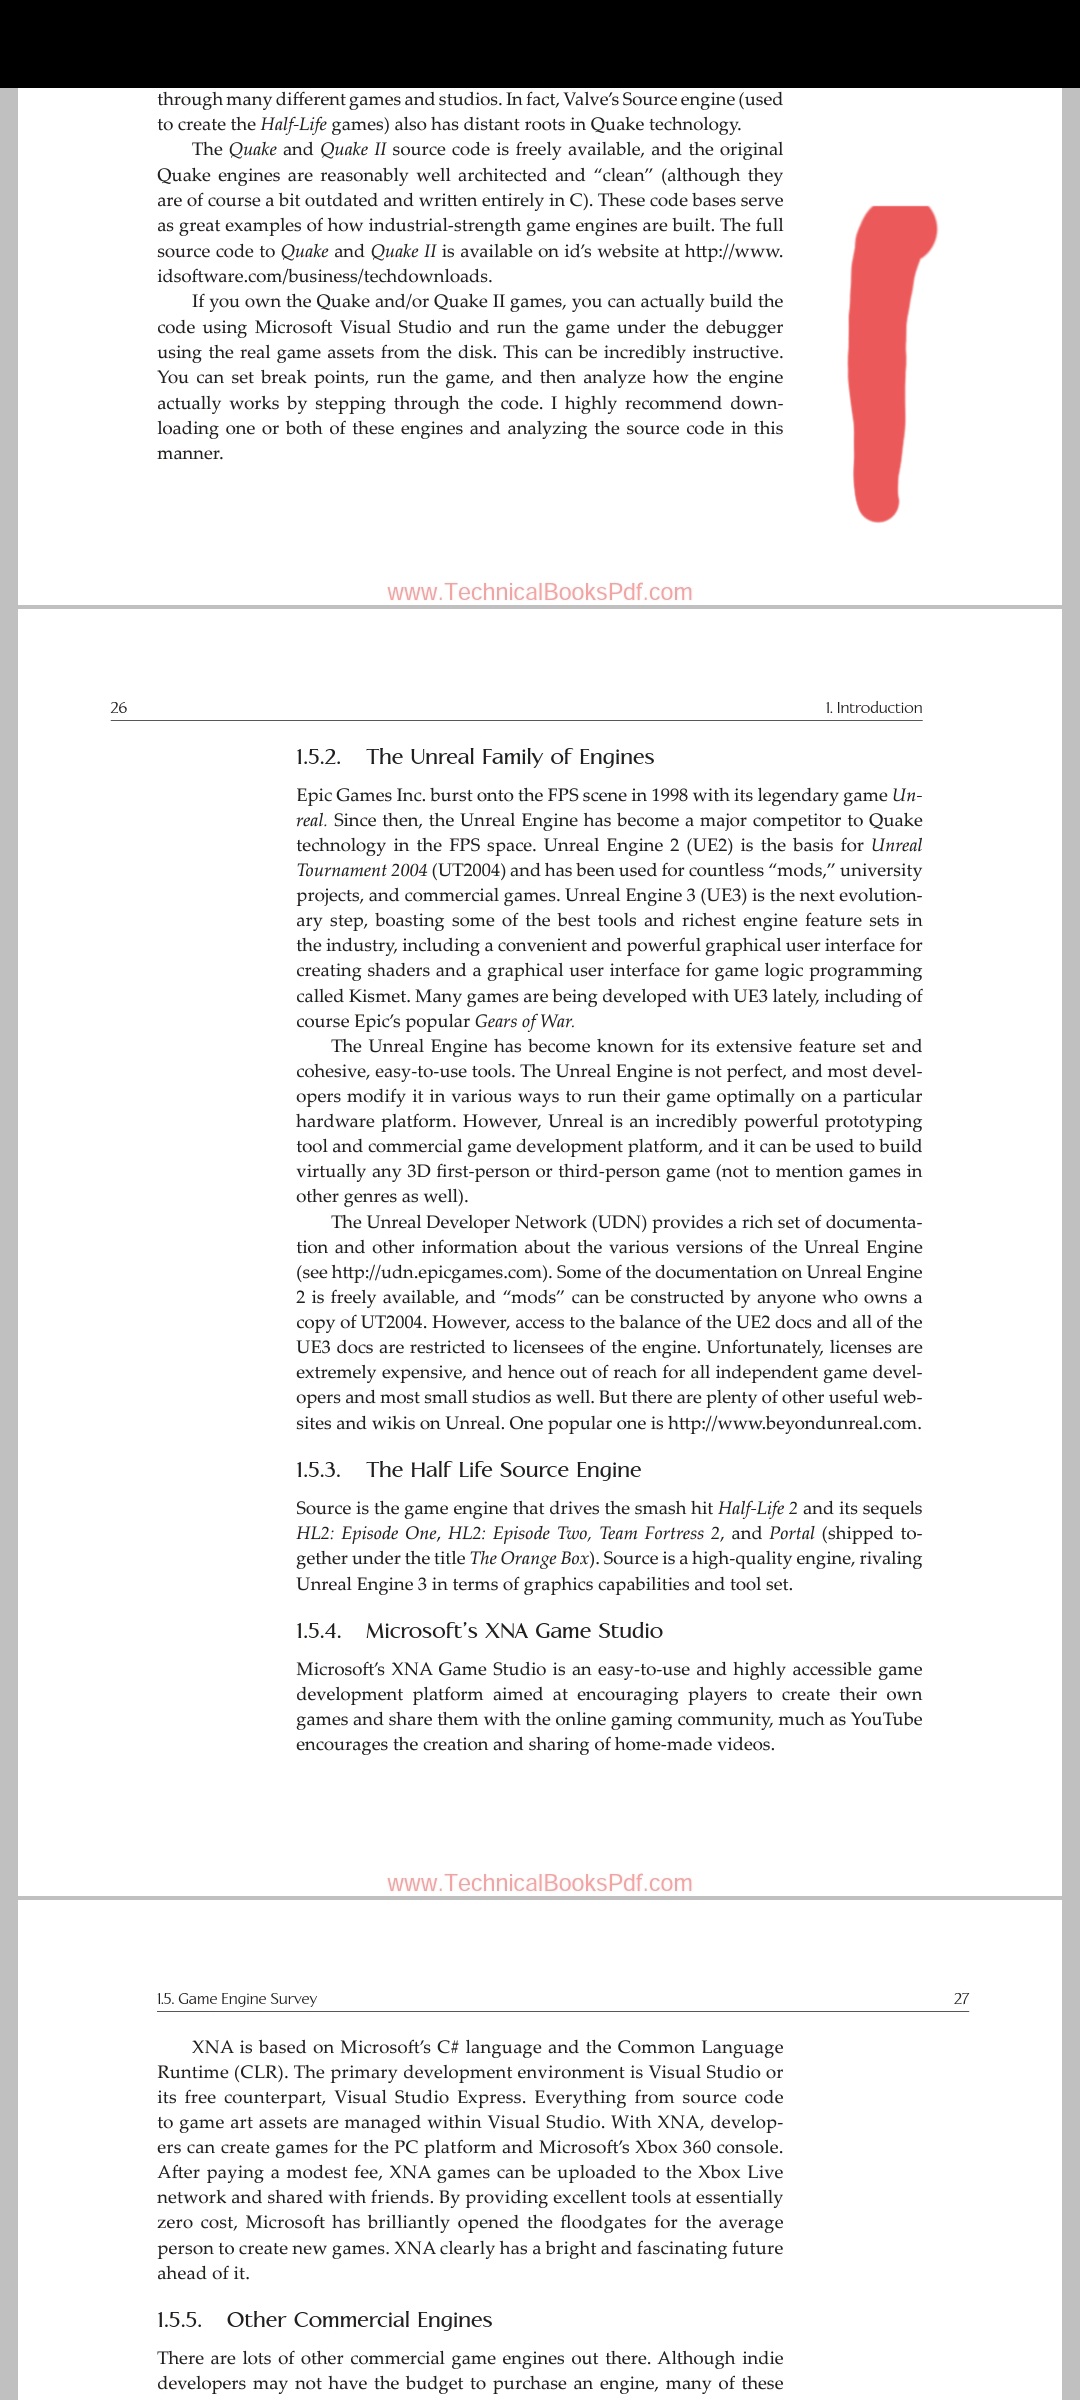 through many different games and studios. In fact, Valve’s Source engine (used
to create the Half-Life games) also has distant roots in Quake technology.
The Quake and Quake II source code is freely available, and the original
Quake engines are reasonably well architected and “clean” (although they
are of course a bit outdated and written entirely in C). These code bases serve
as great examples of how industrial-strength game engines are built. The full
source code to Quake and Quake II is available on id’s website at http://www.
idsoftware.com/business/techdownloads.
If you own the Quake and/or Quake II games, you can actually build the
code using Microsoft Visual Studio and run the game under the debugger
using the real game assets from the disk. This can be incredibly instructive.
You can set break points, run the game, and then analyze how the engine
actually works by stepping through the code. I highly recommend down-
loading one or both of these engines and analyzing the source code in this
manner.
www.TechnicalBooksPdf.com
26 1. Introduction
1.5.2. The Unreal Family of Engines
Epic Games Inc. burst onto the FPS scene in 1998 with its legendary game Un-
real. Since then, the Unreal Engine has become a major competitor to Quake
technology in the FPS space. Unreal Engine 2 (UE2) is the basis for Unreal
Tournament 2004 (UT2004) and has been used for countless “mods,” university
projects, and commercial games. Unreal Engine 3 (UE3) is the next evolution-
ary step, boasting some of the best tools and richest engine feature sets in
the industry, including a convenient and powerful graphical user interface for
creating shaders and a graphical user interface for game logic programming
called Kismet. Many games are being developed with UE3 lately, including of
course Epic’s popular Gears of War.
The Unreal Engine has become known for its extensive feature set and
cohesive, easy-to-use tools. The Unreal Engine is not perfect, and most devel-
opers modify it in various ways to run their game optimally on a particular
hardware platform. However, Unreal is an incredibly powerful prototyping
tool and commercial game development platform, and it can be used to build
virtually any 3D first-person or third-person game (not to mention games in
other genres as well).
The Unreal Developer Network (UDN) provides a rich set of documenta-
tion and other information about the various versions of the Unreal Engine
(see http://udn.epicgames.com). Some of the documentation on Unreal Engine
2 is freely available, and “mods” can be constructed by anyone who owns a
copy of UT2004. However, access to the balance of the UE2 docs and all of the
UE3 docs are restricted to licensees of the engine. Unfortunately, licenses are
extremely expensive, and hence out of reach for all independent game devel-
opers and most small studios as well. But there are plenty of other useful web-
sites and wikis on Unreal. One popular one is http://www.beyondunreal.com.
1.5.3. The Half Life Source Engine
Source is the game engine that drives the smash hit Half-Life 2 and its sequels
HL2: Episode One, HL2: Episode Two, Team Fortress 2, and Portal (shipped to-
gether under the title The Orange Box). Source is a high-quality engine, rivaling
Unreal Engine 3 in terms of graphics capabilities and tool set.
1.5.4. Microsoft’s XNA Game Studio
Microsoft’s XNA Game Studio is an easy-to-use and highly accessible game
development platform aimed at encouraging players to create their own
games and share them with the online gaming community, much as YouTube
encourages the creation and sharing of home-made videos.
www.TechnicalBooksPdf.com
1.5. Game Engine Survey 27
XNA is based on Microsoft’s C# language and the Common Language
Runtime (CLR). The primary development environment is Visual Studio or
its free counterpart, Visual Studio Express. Everything from source code
to game art assets are managed within Visual Studio. With XNA, develop-
ers can create games for the PC platform and Microsoft’s Xbox 360 console.
After paying a modest fee, XNA games can be uploaded to the Xbox Live
network and shared with friends. By providing excellent tools at essentially
zero cost, Microsoft has brilliantly opened the floodgates for the average
person to create new games. XNA clearly has a bright and fascinating future
ahead of it.
1.5.5. Other Commercial Engines
There are lots of other commercial game engines out there. Although indie
developers may not have the budget to purchase an engine, many of these